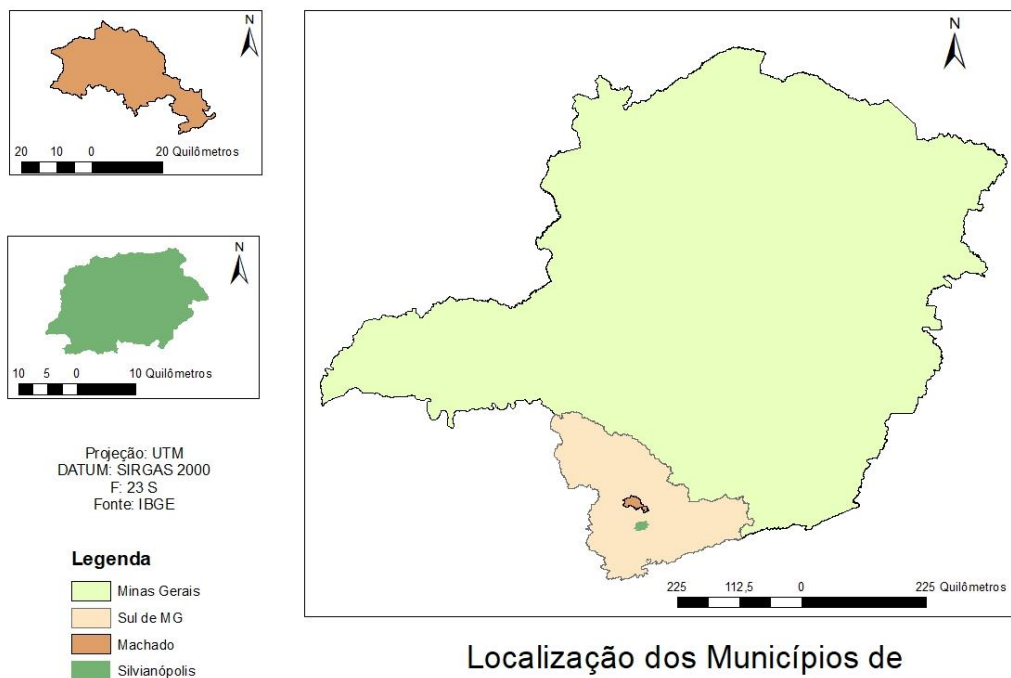 N
20 10 0 20 Quilômetros
N
10 5 0 10 Quilômetros
Projeção: UTM
DATUM: SIRGAS 2000
F: 23 S
Fonte: IBGE
Legenda
Minas Gerais
Sul de MG
Machado
Silvianópolis
N
225 112,5 0 225 Quilômetros
Localização dos Municípios de